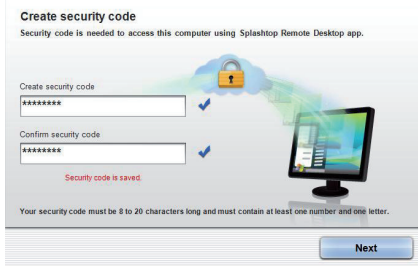 Create security code
Security code is needed to access this computer using Splashtop Remote Desktop app.
Create security code
********
Confirm security code
********
Security code is saved.
Your security code must be 8 to 20 characters long and must contain at least one number and one letter.
Next